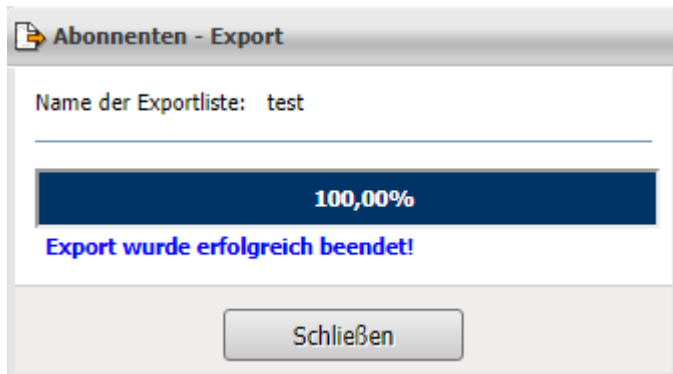 Abonnenten - Export
Name der Exportliste: test
100,00%
Export wurde erfolgreich beendet!
Schließen